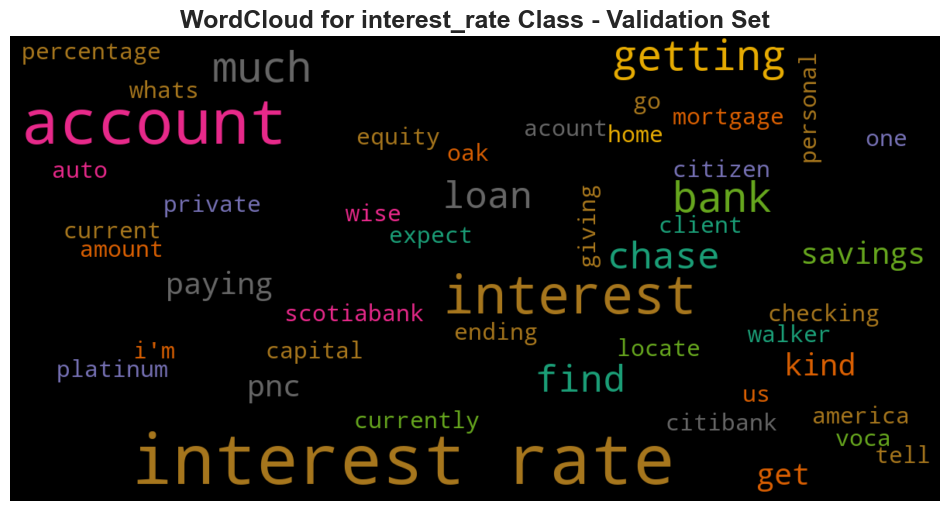 WordCloud for interest_rate Class - Validation Set
percentage
much
getting
whats
personal
account
go
mortgage
equity
acount
home
one
oak
auto
citizen
loan
bank
private
wise
giving
current
expect
client
amount
chase
savings
paying
interest
scotiabank
ending
checking
walker
i'm
capital
locate
kind
platinum
pnc
find
us
currently
citibank
america
voca
interest rate
tell
get